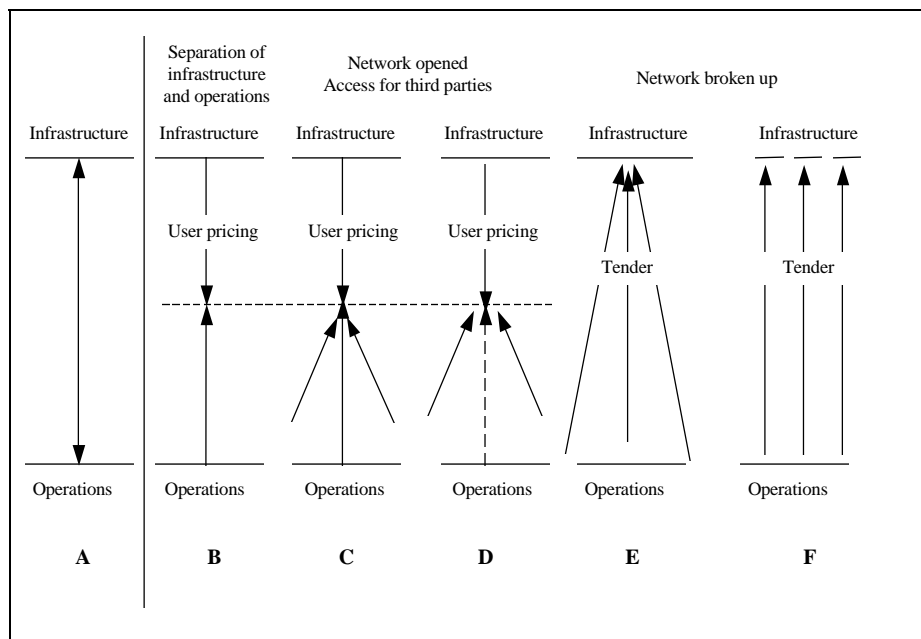 Separation of
infrastructure
and operations
Network opened
Access for third parties
Network broken up
Infrastructure Infrastructure Infrastructure Infrastructure Infrastructure Infrastructure
User pricing User pricing User pricing Tender Tender
Operations Operations Operations Operations Operations Operations
A B C D E F